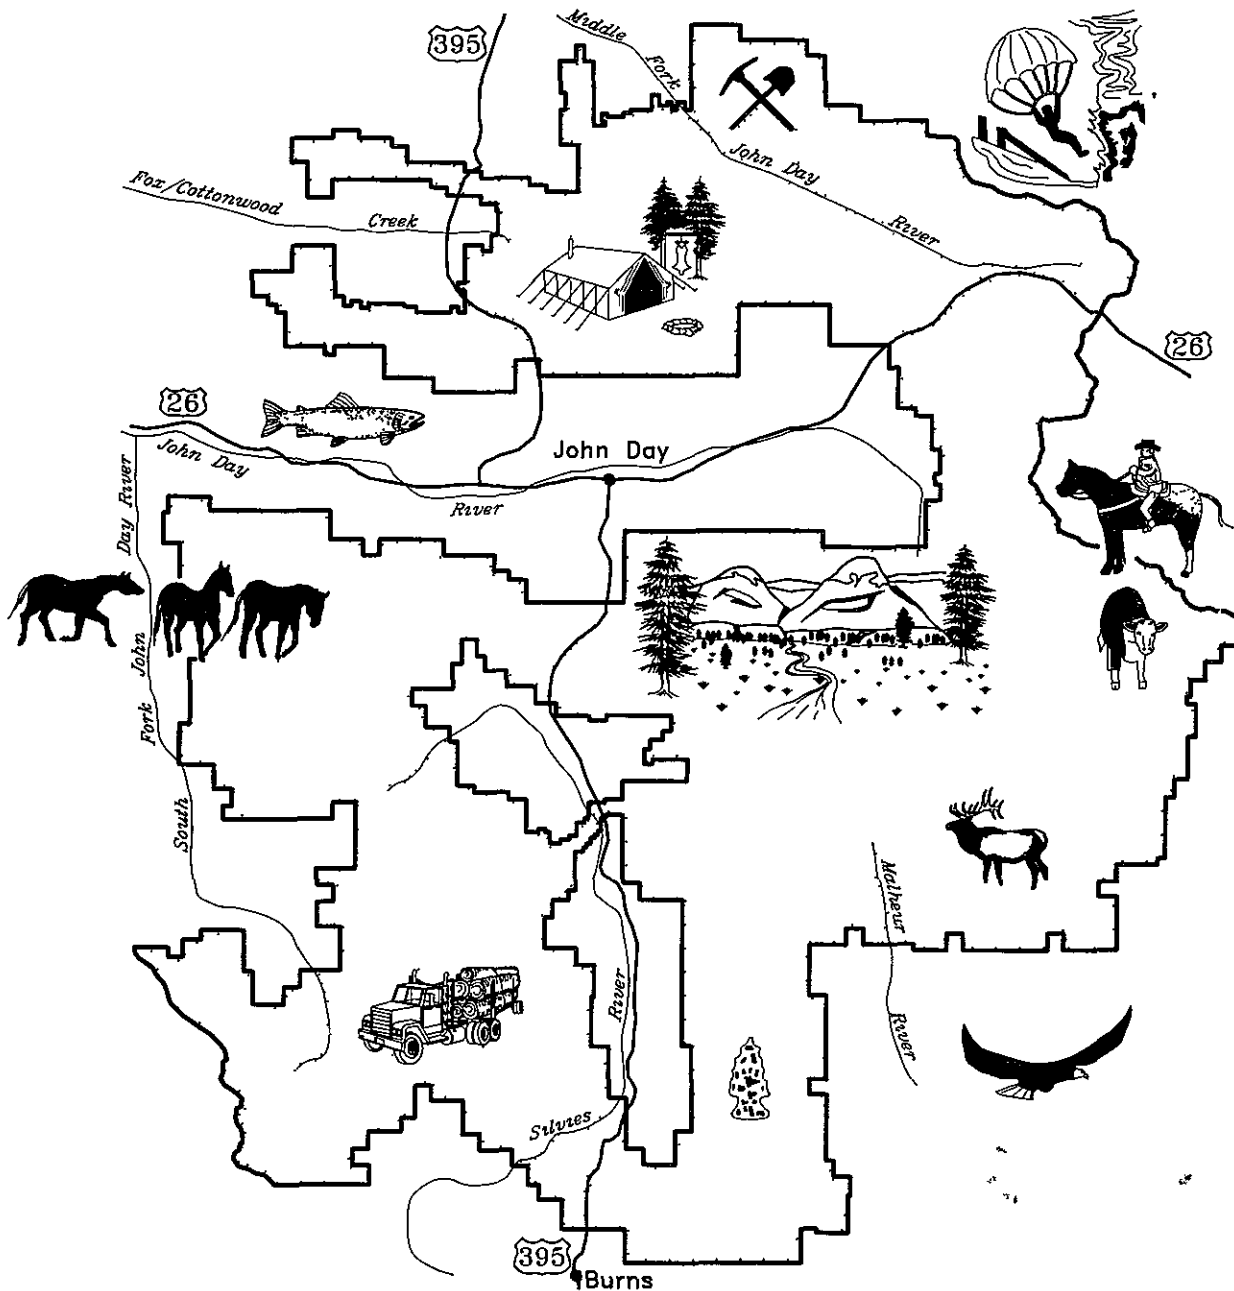 395
Middle
Fork
John Day
River
Fox/Cottonwood
Creek
26
26
John Day
River
John Day
South
Fork
John
Day River
Malheur
River
River
Silvies
395
Burns